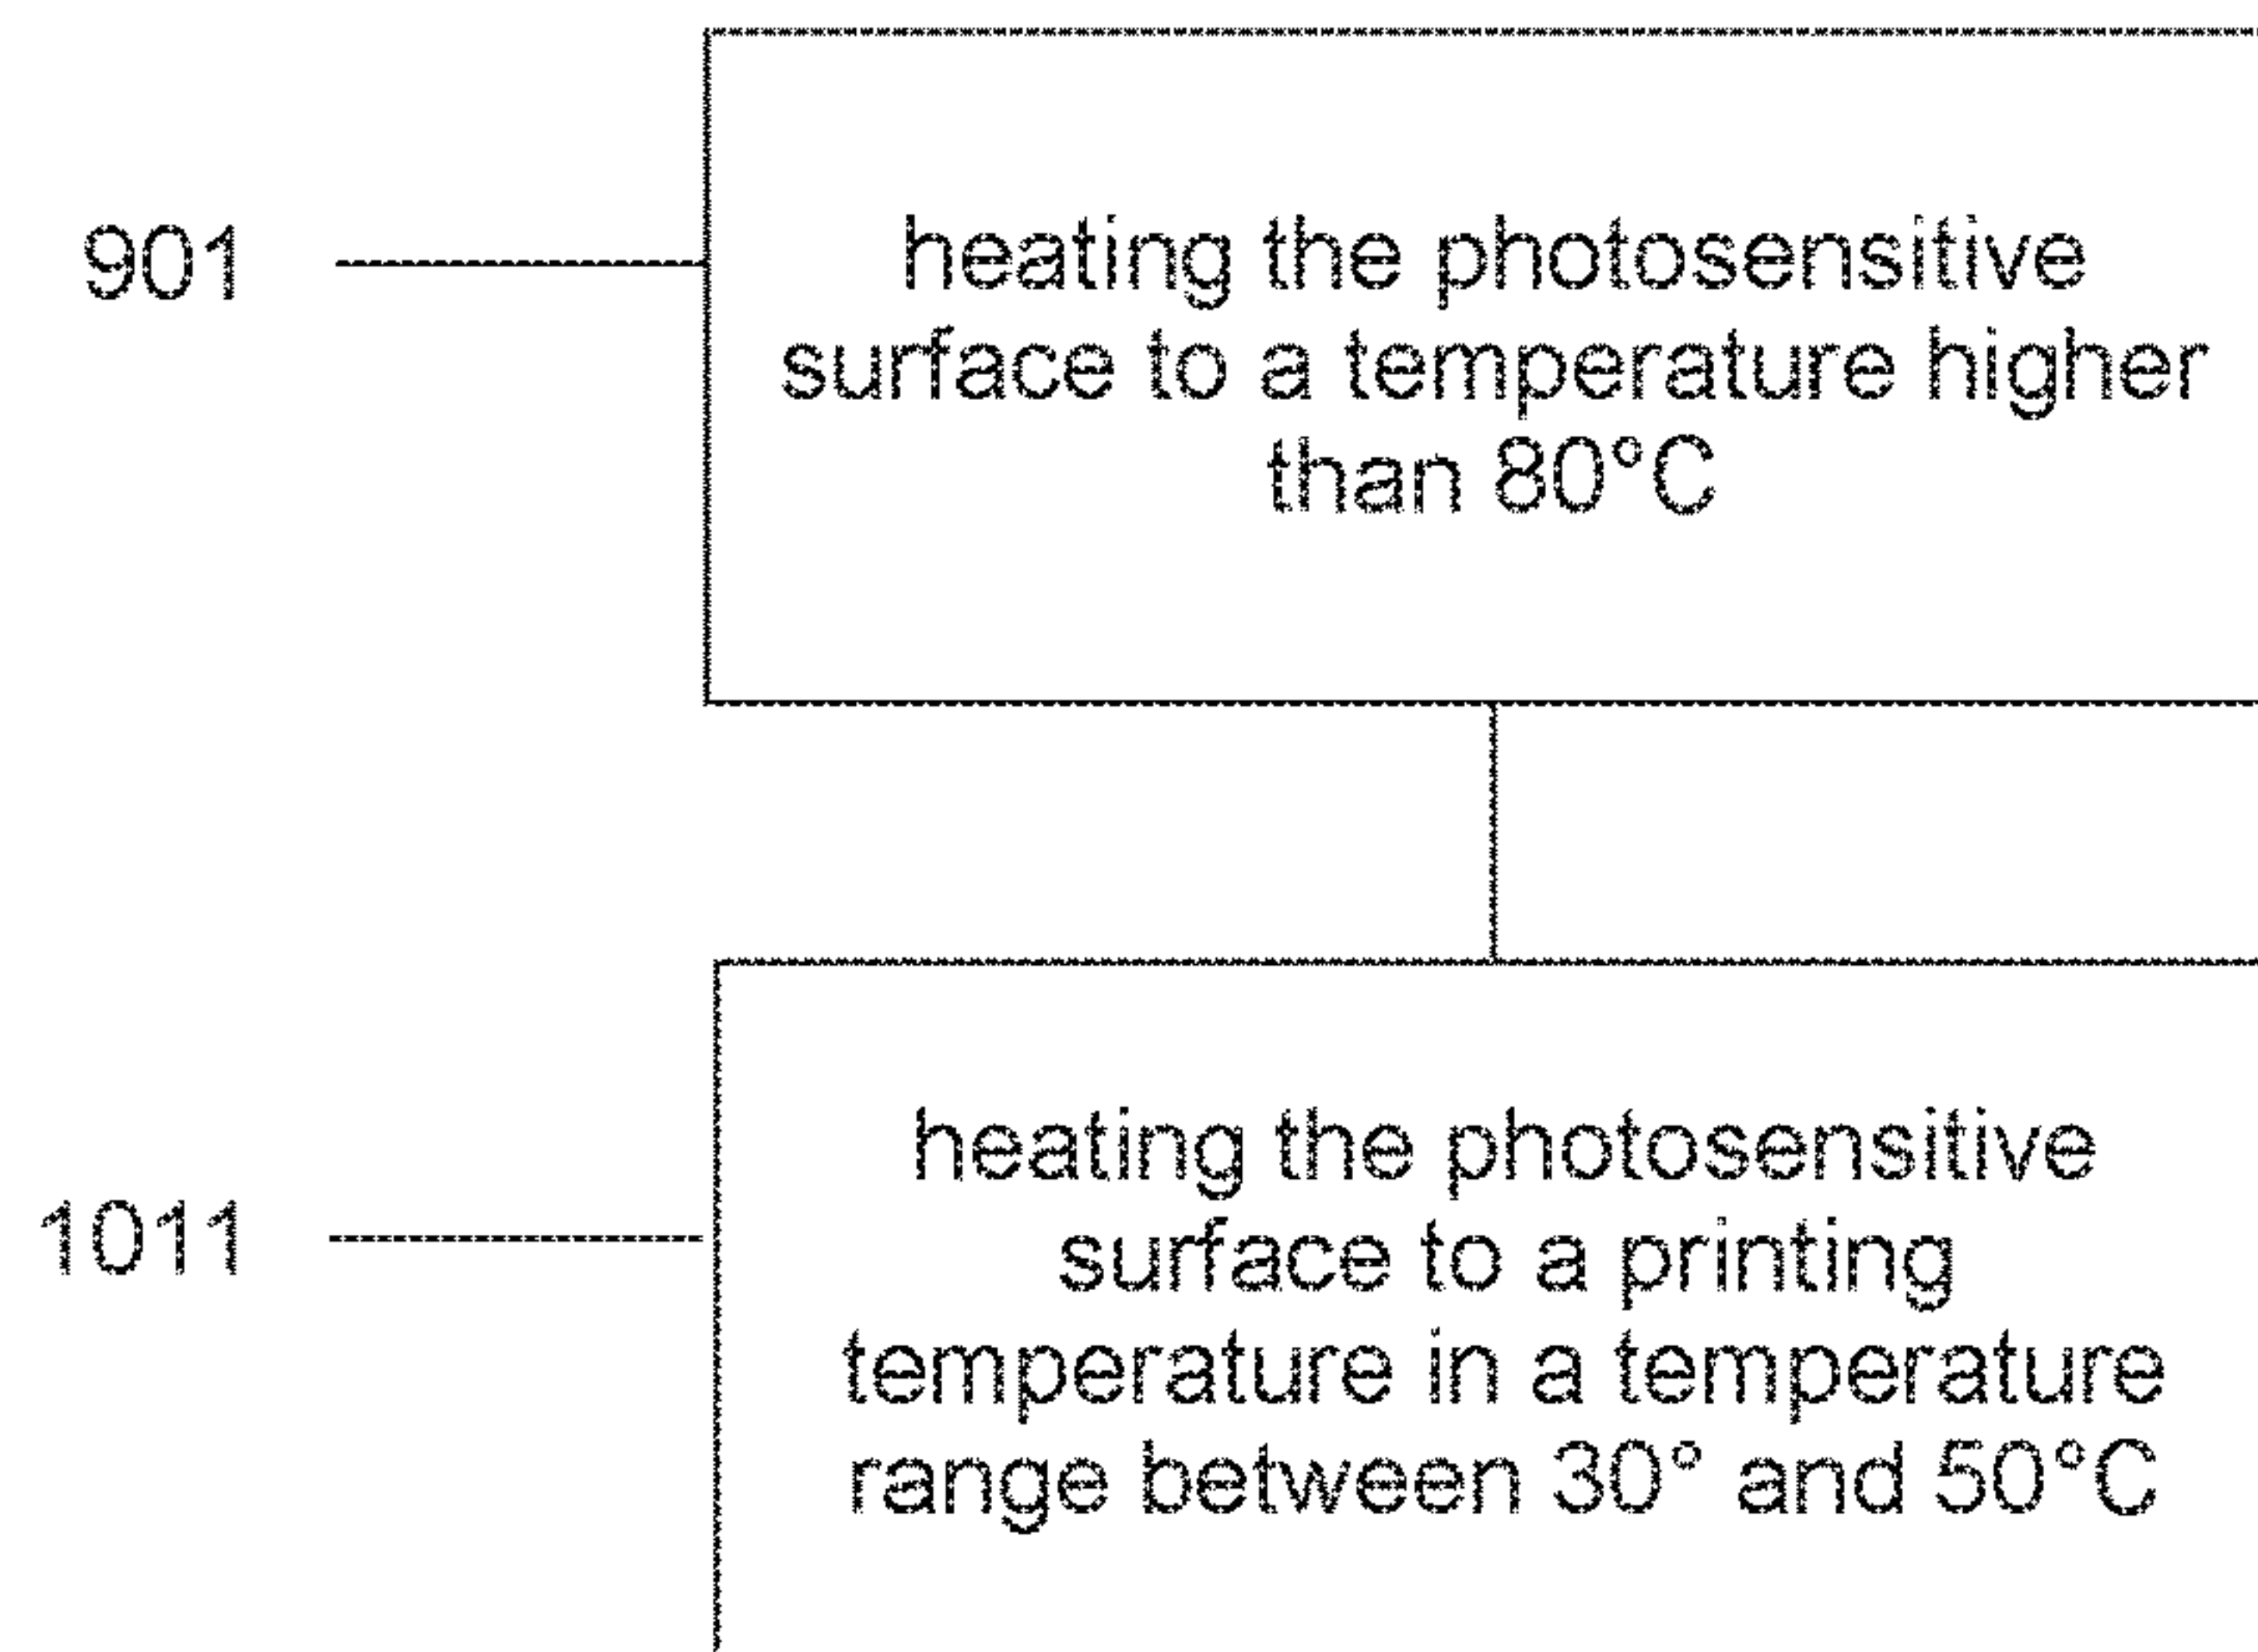 901
heating the photosensitive
surface to a temperature higher
than 80°C
1011
heating the photosensitive
surface to a printing
temperature in a temperature
range between 30° and 50°C